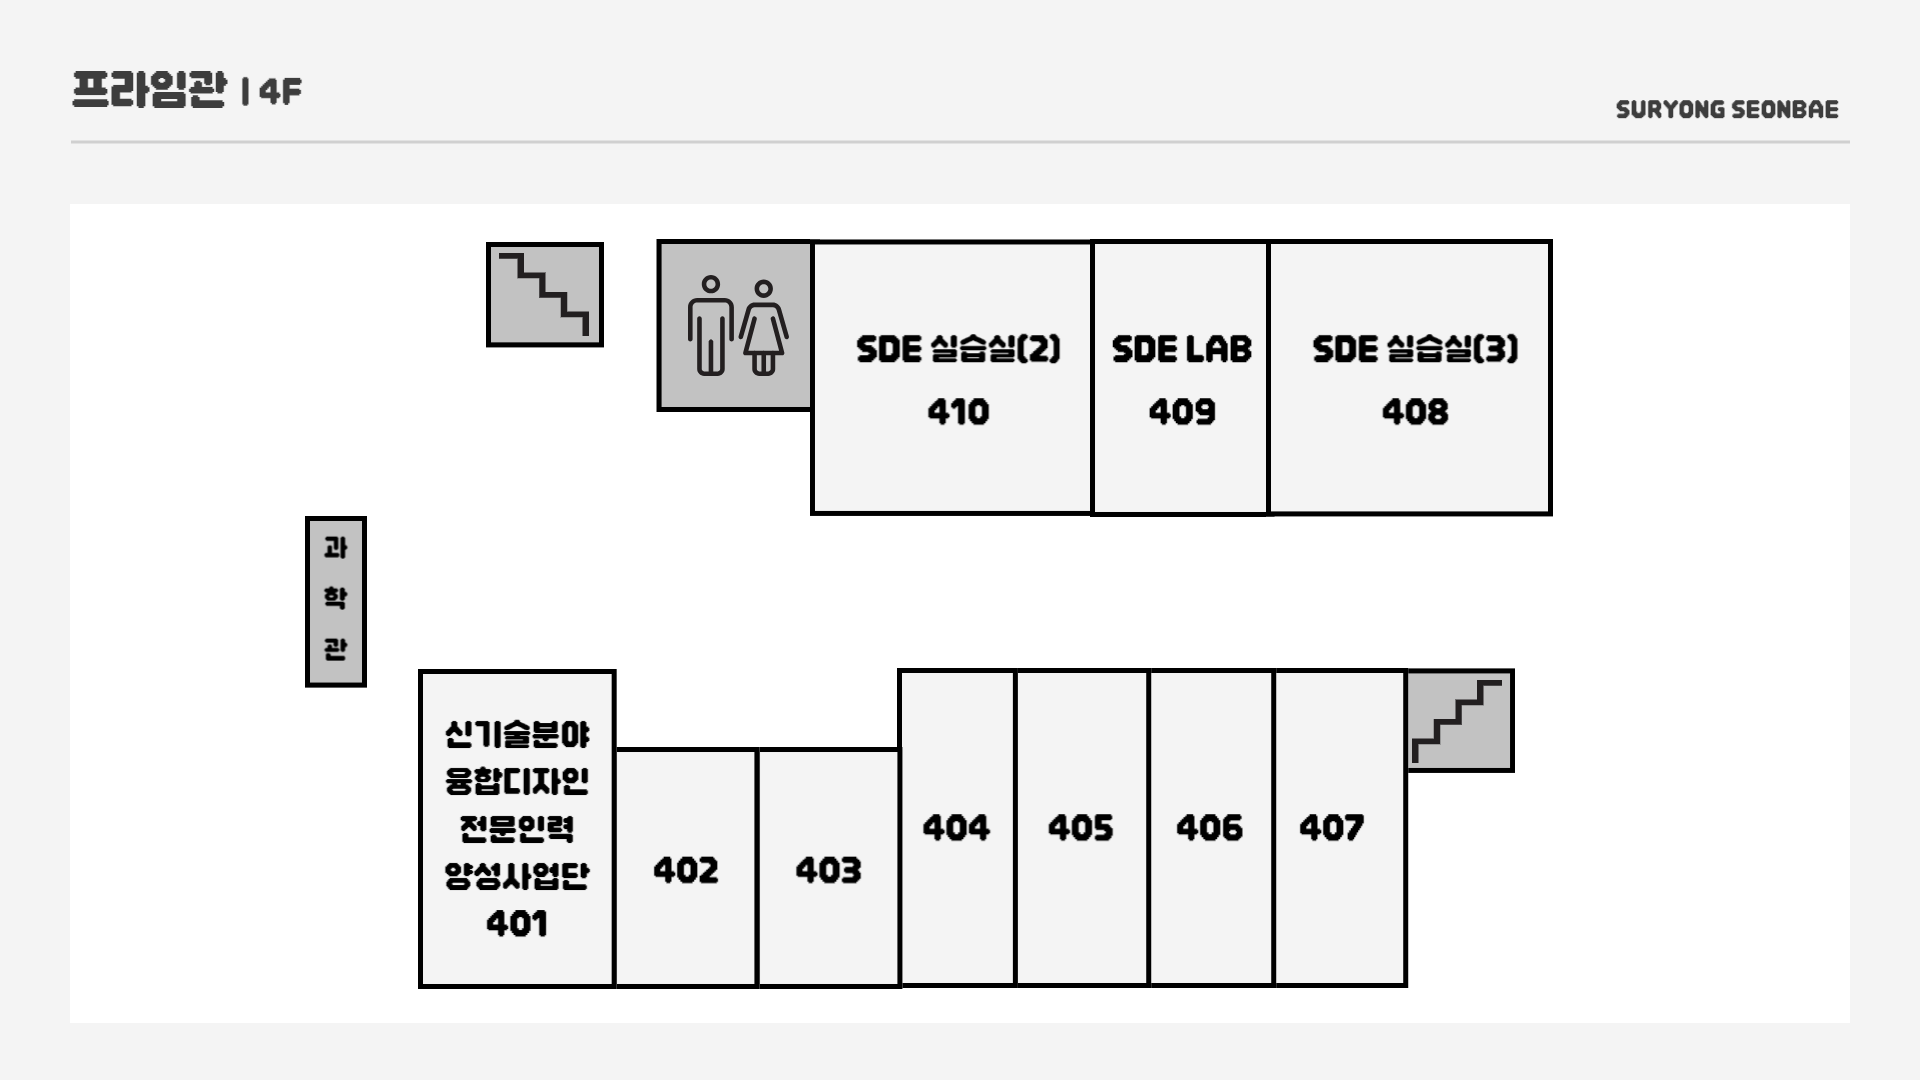 프라임관 | 4F
SURYONG SEONBAE
SDE 실습실(2)
410
SDE LAB
409
SDE 실습실(3)
408
과
학
관
신기술분야
융합디자인
전문인력
양성사업단
401
402
403
404
405
406
407